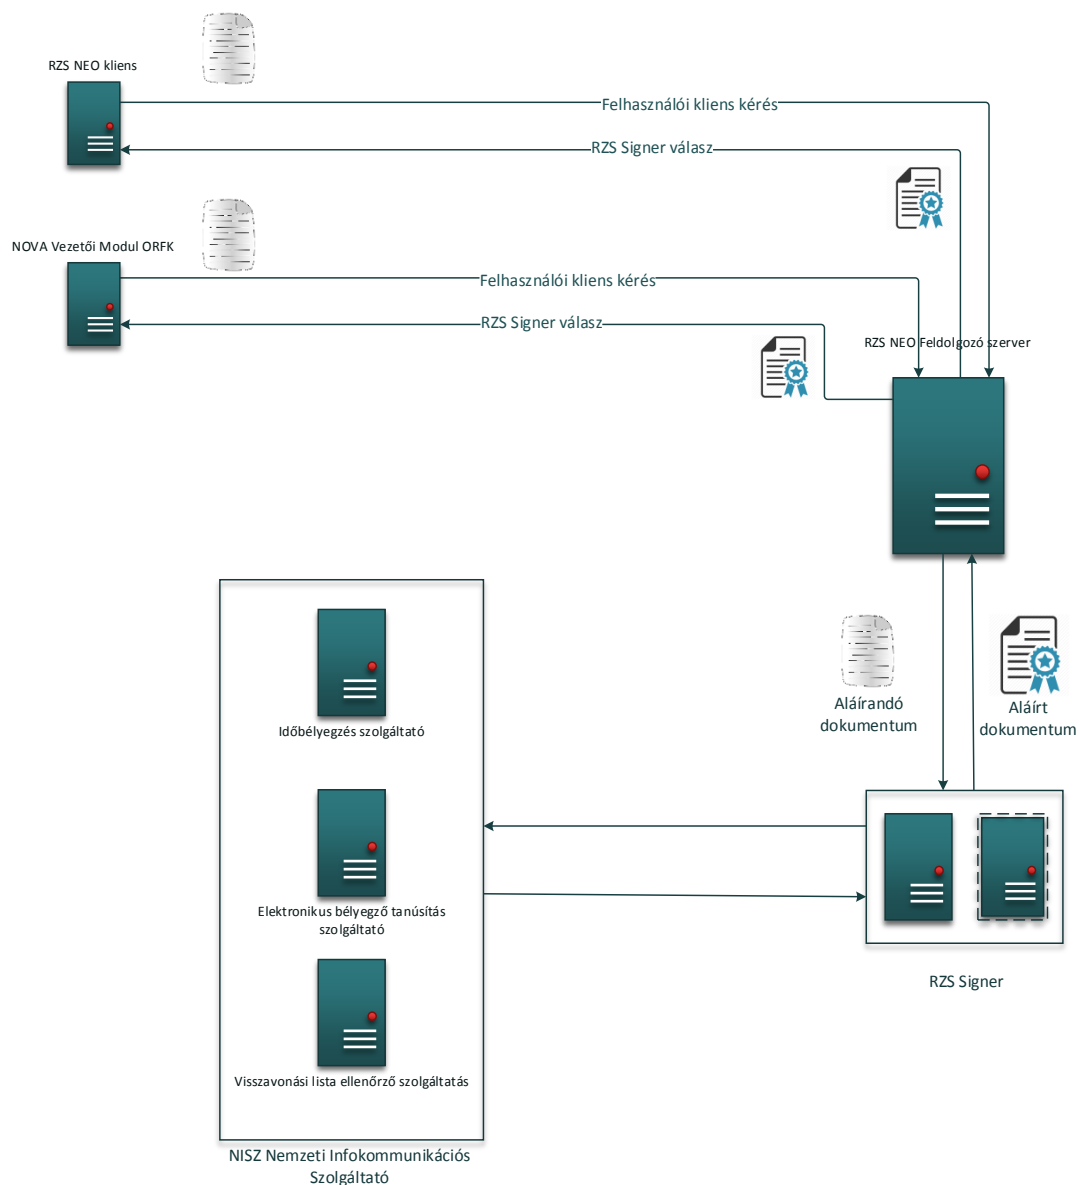 RZS NEO kliens
Felhasználói kliens kérés
RZS Signer válasz
NOVA Vezetői Modul ORFK
Felhasználói kliens kérés
RZS Signer válasz
RZS NEO Feldolgozó szerver
Aláírandó
dokumentum
Aláírt
dokumentum
Időbélyegzés szolgáltató
Elektronikus bélyegző tanúsítás
szolgáltató
Visszavonási lista ellenőrző szolgáltatás
RZS Signer
NISZ Nemzeti Infokommunikációs
Szolgáltató